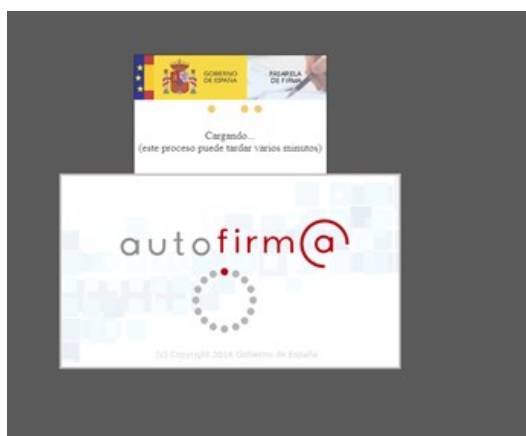 GOBIERNO
DE ESPAÑA
PASARELA
DE FIRMA
Cargando...
(este proceso puede tardar varios minutos)
autofirm@
(c) Copyright 2016 Gobierno de España